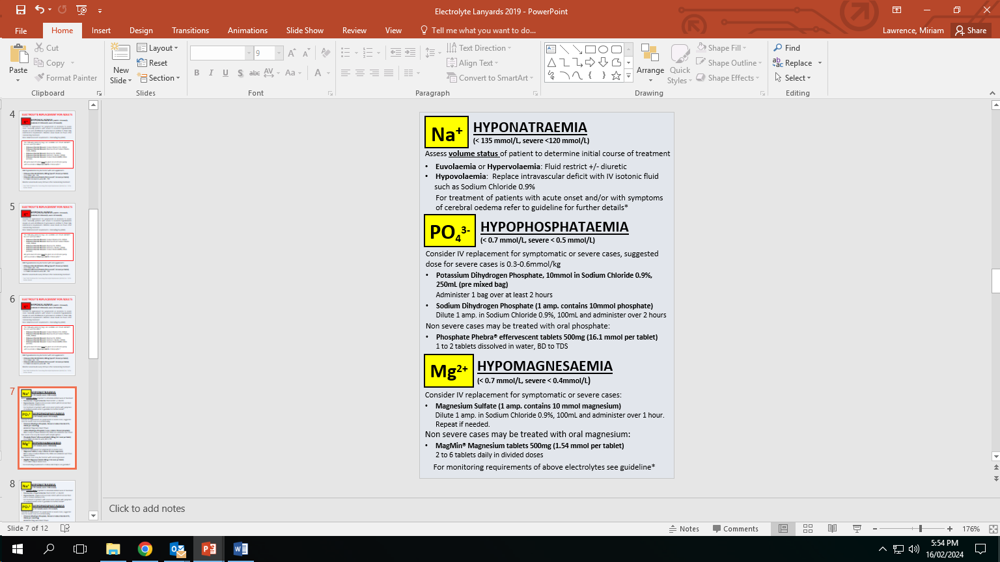 Electrolyte Lanyards 2019 - PowerPoint
File Home Insert Design Transitions Animations Slide Show Review View Tell me what you want to do... Lawrence, Miriam Share
Paste
Cut
Copy
Format Painter
Clipboard
New Slide
Layout
Reset
Section
Slides
9
B I U S abc AV Aa A
Font
Text Direction
Align Text
Convert to SmartArt
Paragraph
Arrange
Quick Styles
Shape Fill
Shape Outline
Shape Effects
Drawing
Find
Replace
Select
Editing
4
5
6
7
8
Na+ HYPONATRAEMIA
(< 135 mmol/L, severe <120 mmol/L)
Assess volume status of patient to determine initial course of treatment
• Euvolaemia or Hypervolaemia: Fluid restrict +/- diuretic
• Hypovolaemia: Replace intravascular deficit with IV isotonic fluid
such as Sodium Chloride 0.9%
For treatment of patients with acute onset and/or with symptoms
of cerebral oedema refer to guideline for further details*
PO₄³⁻ HYPOPHOSPHATAEMIA
(< 0.7 mmol/L, severe < 0.5 mmol/L)
Consider IV replacement for symptomatic or severe cases, suggested
dose for severe cases is 0.3-0.6mmol/kg
• Potassium Dihydrogen Phosphate, 10mmol in Sodium Chloride 0.9%,
250mL (pre mixed bag)
Administer 1 bag over at least 2 hours
• Sodium Dihydrogen Phosphate (1 amp. contains 10mmol phosphate)
Dilute 1 amp. in Sodium Chloride 0.9%, 100mL and administer over 2 hours
Non severe cases may be treated with oral phosphate:
• Phosphate Phebra® effervescent tablets 500mg (16.1 mmol per tablet)
1 to 2 tablets dissolved in water, BD to TDS
Mg²⁺ HYPOMAGNESAEMIA
(< 0.7 mmol/L, severe < 0.4mmol/L)
Consider IV replacement for symptomatic or severe cases:
• Magnesium Sulfate (1 amp. contains 10 mmol magnesium)
Dilute 1 amp. in Sodium Chloride 0.9%, 100mL and administer over 1 hour.
Repeat if needed.
Non severe cases may be treated with oral magnesium:
• MagMin® Magnesium tablets 500mg (1.54 mmol per tablet)
2 to 6 tablets daily in divided doses
For monitoring requirements of above electrolytes see guideline*
Click to add notes
Slide 7 of 12
Notes Comments 176%
5:54 PM
16/02/2024